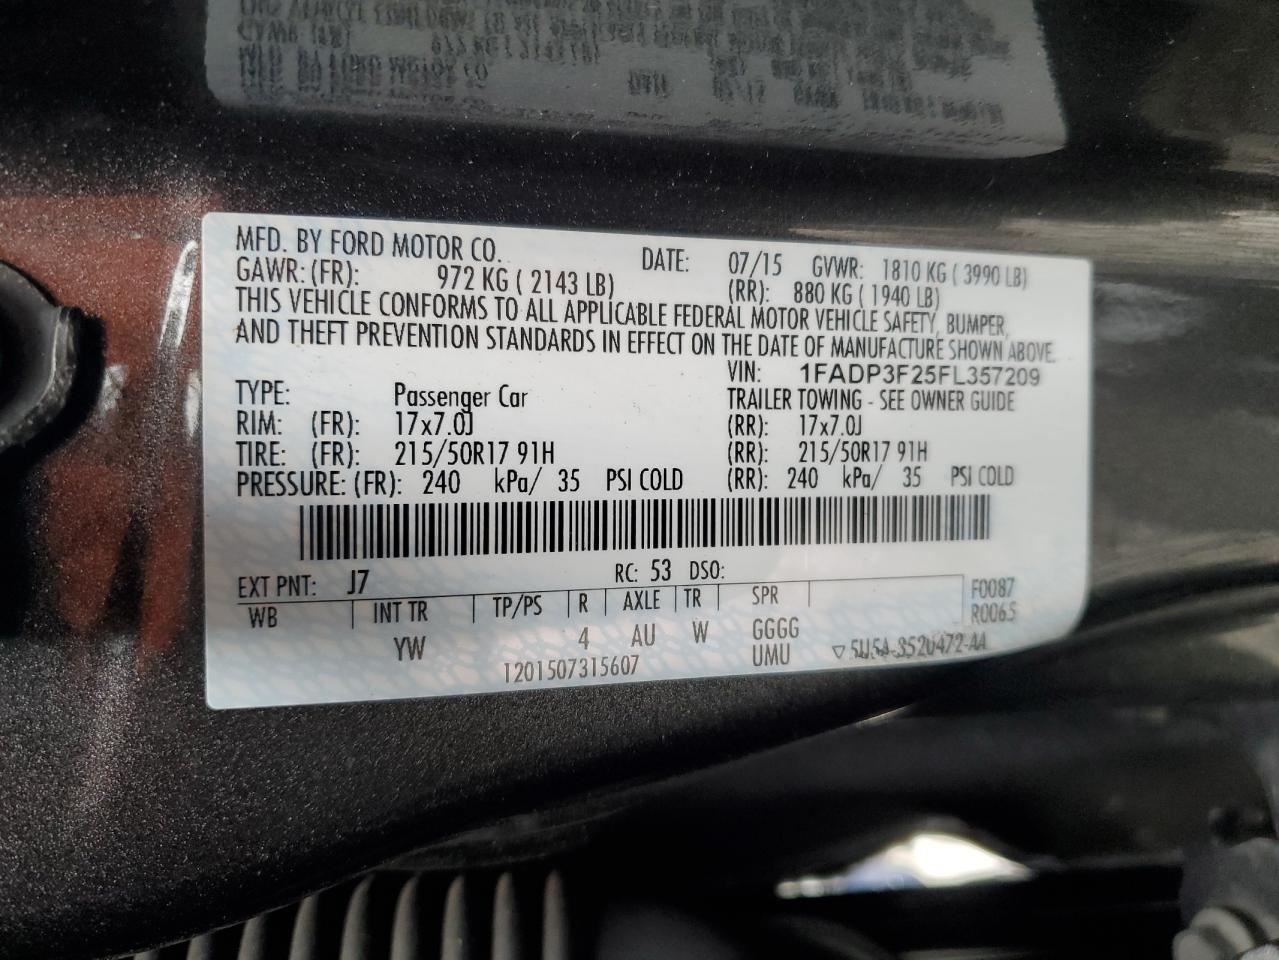 MFD. BY FORD MOTOR CO. DATE: 07/15 GVWR: 1810 KG ( 3990 LB)
GAWR: (FR): 972 KG ( 2143 LB) (RR): 880 KG ( 1940 LB)
THIS VEHICLE CONFORMS TO ALL APPLICABLE FEDERAL MOTOR VEHICLE SAFETY, BUMPER,
AND THEFT PREVENTION STANDARDS IN EFFECT ON THE DATE OF MANUFACTURE SHOWN ABOVE.
VIN: 1FADP3F25FL357209
TYPE: Passenger Car TRAILER TOWING - SEE OWNER GUIDE
RIM: (FR): 17x7.0J (RR): 17x7.0J
TIRE: (FR): 215/50R17 91H (RR): 215/50R17 91H
PRESSURE: (FR): 240 kPa/ 35 PSI COLD (RR): 240 kPa/ 35 PSI COLD
EXT PNT: J7 RC: 53 DSO:
WB INT TR TP/PS R AXLE TR SPR F0087
R0065
YW 4 AU W GGGG
UMU
1201507315607